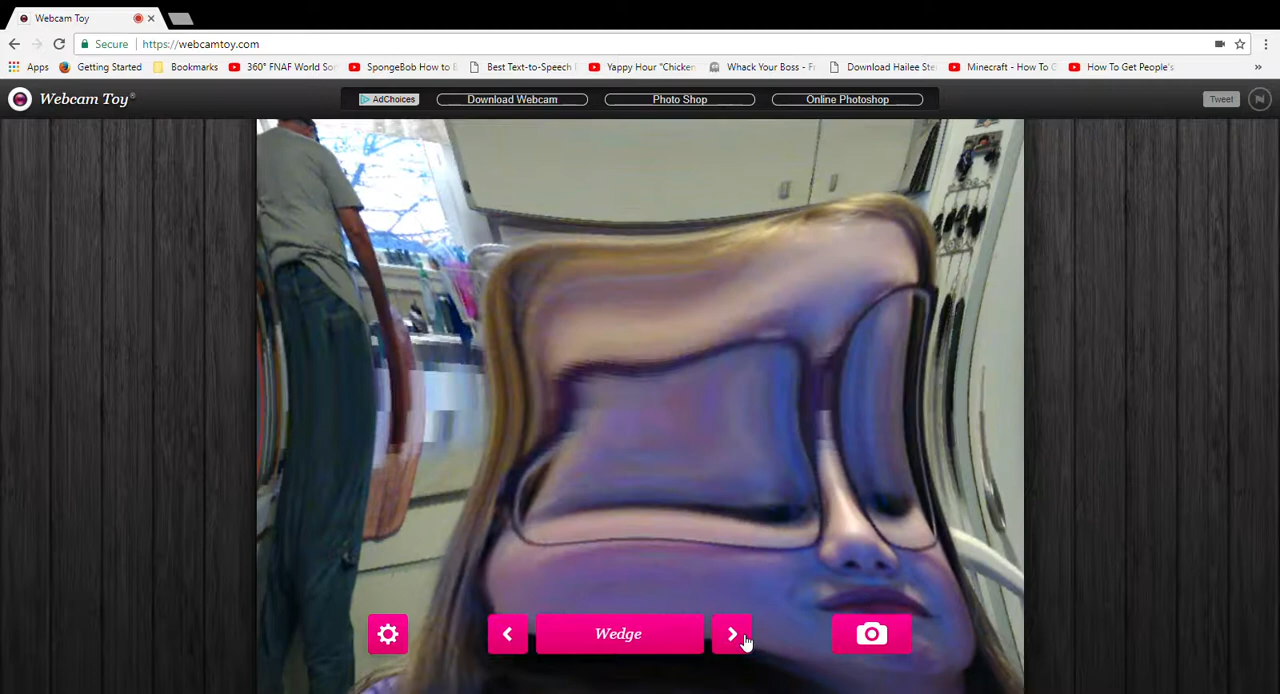 Webcam Toy
Secure
https://webcamtoy.com
Apps
Getting Started
Bookmarks
360° FNAF World So
SpongeBob How to B
Best Text-to-Speech
Yappy Hour "Chicken
Whack Your Boss - F
Download Hailee Ste
Minecraft - How To G
How To Get People's
»
Webcam Toy®
AdChoices
Download Webcam
Photo Shop
Online Photoshop
Tweet
Wedge